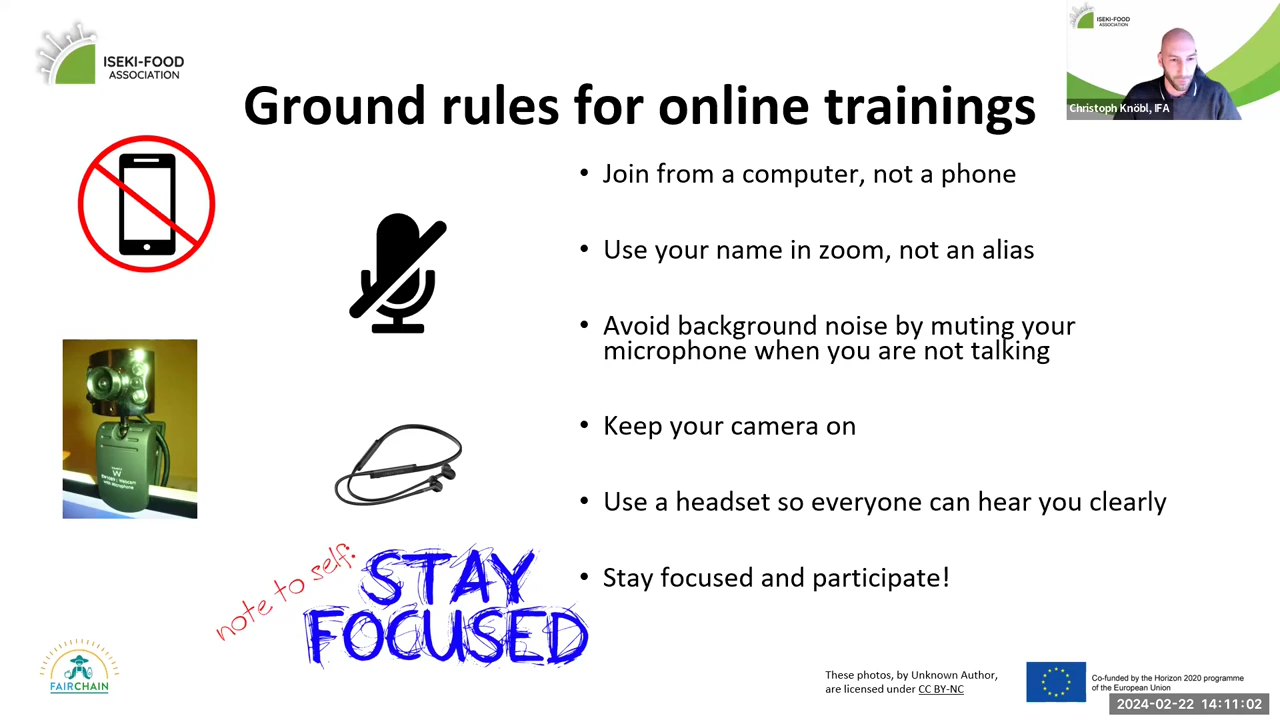 ISEKI-FOOD
ASSOCIATION
ISEKI-FOOD
ASSOCIATION
Christoph Knöbl, IFA
Ground rules for online trainings
• Join from a computer, not a phone
• Use your name in zoom, not an alias
• Avoid background noise by muting your
microphone when you are not talking
• Keep your camera on
• Use a headset so everyone can hear you clearly
• Stay focused and participate!
note to self:
STAY
FOCUSED
FAIRCHAIN
These photos, by Unknown Author,
are licensed under CC BY-NC
Co-funded by the Horizon 2020 programme
of the European Union
2024-02-22 14:11:02